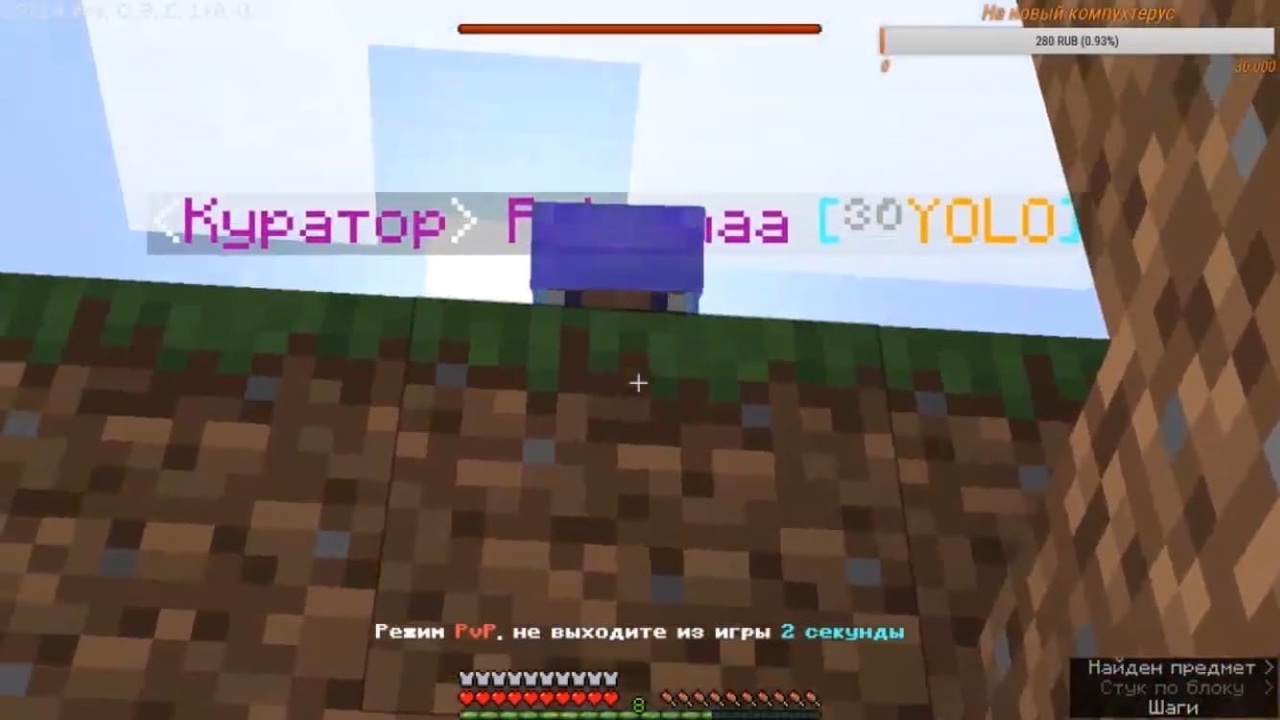 На новый компухтерус
280 RUB (0.93%)
0 30 000
<Куратор> [30YOLO]
Режим PvP, не выходите из игры 2 секунды
8
Найден предмет >
Стук по блоку >
Шаги